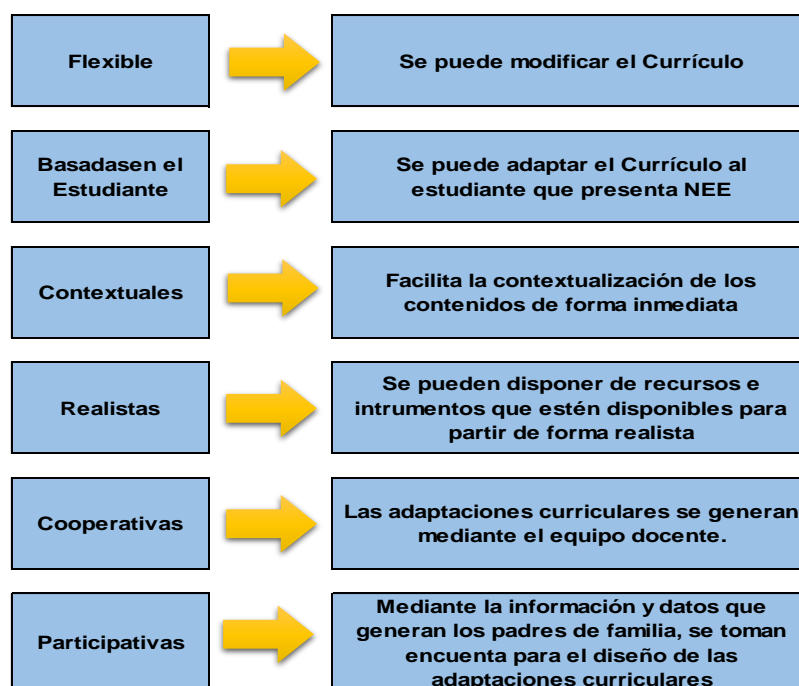 Flexible
Se puede modificar el Currículo
Basadasen el
Estudiante
Se puede adaptar el Currículo al
estudiante que presenta NEE
Contextuales
Facilita la contextualización de los
contenidos de forma inmediata
Realistas
Se pueden disponer de recursos e
intrumentos que estén disponibles para
partir de forma realista
Cooperativas
Las adaptaciones curriculares se generan
mediante el equipo docente.
Participativas
Mediante la información y datos que
generan los padres de familia, se toman
encuenta para el diseño de las
adaptaciones curriculares